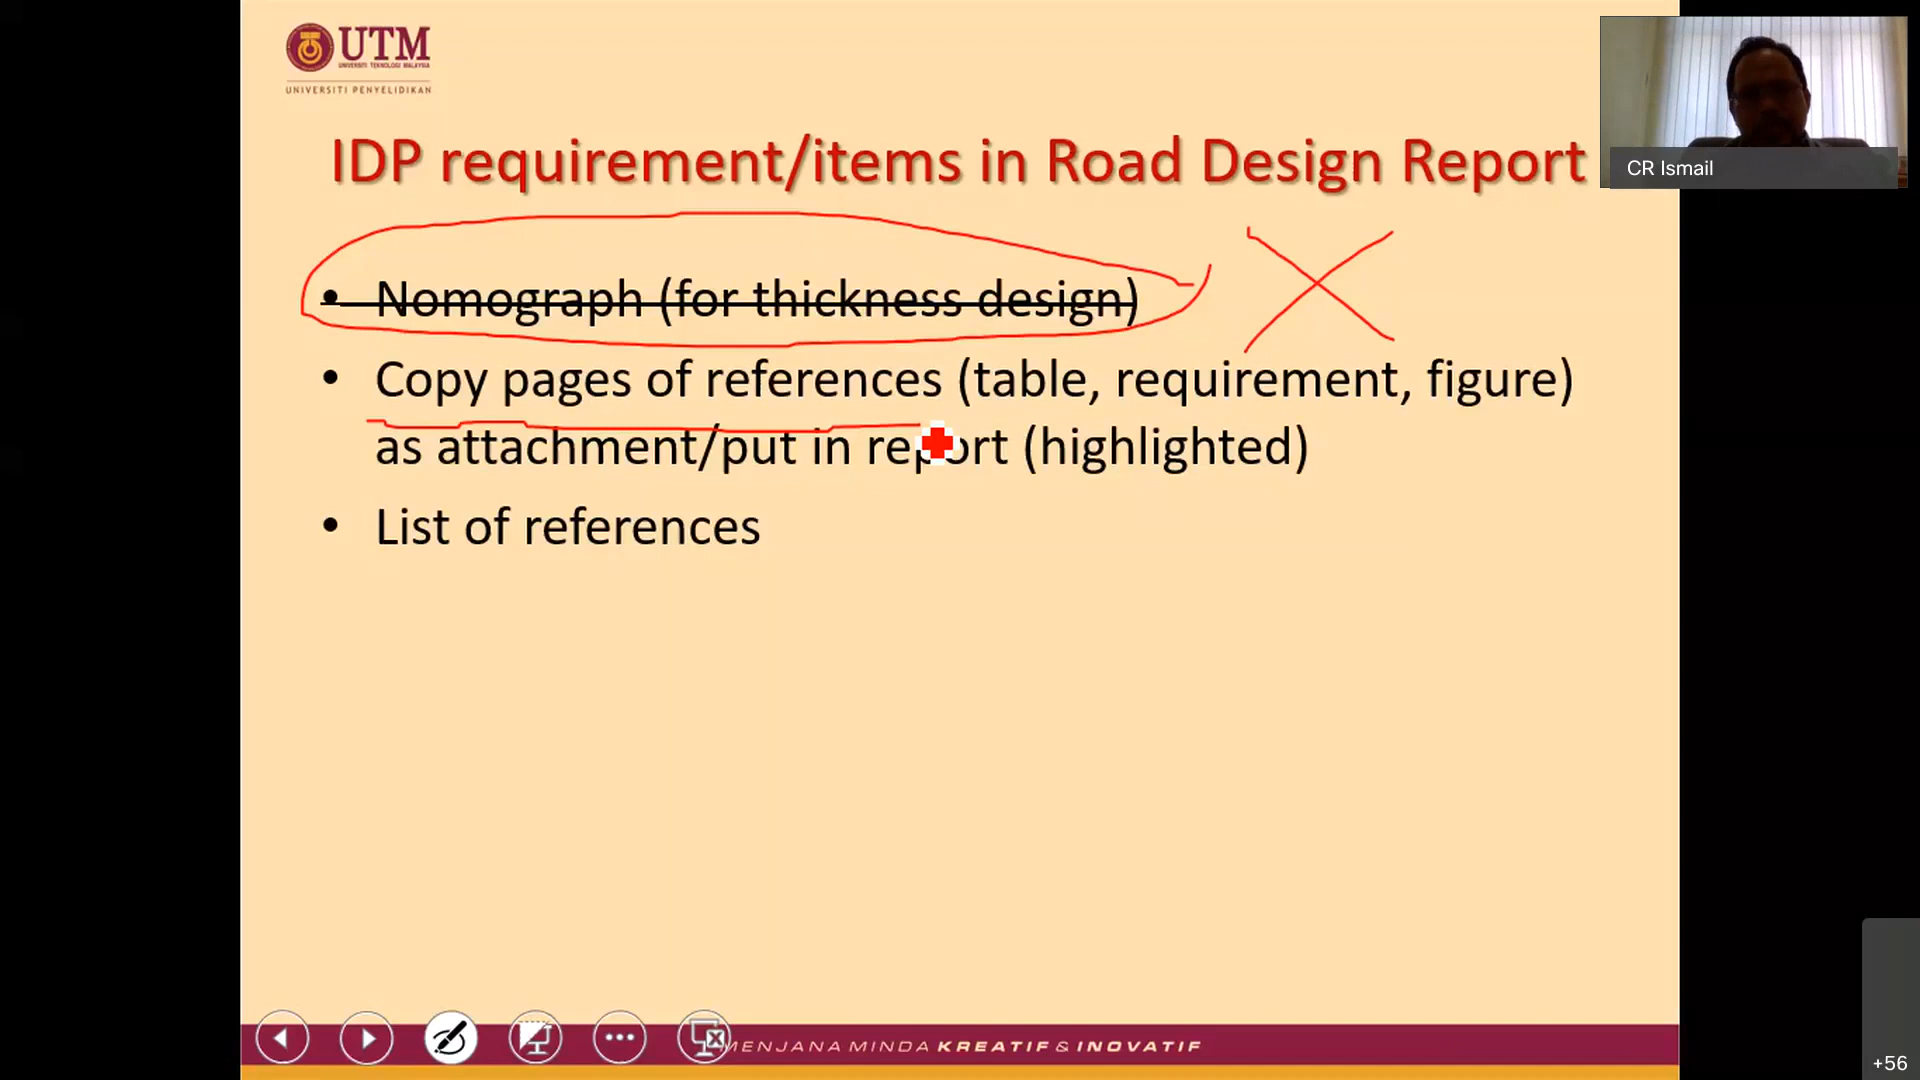 UTM
UNIVERSITI TEKNOLOGI MALAYSIA
UNIVERSITI PENYELIDIKAN
IDP requirement/items in Road Design Report
CR Ismail
• Nomograph (for thickness design)
• Copy pages of references (table, requirement, figure)
as attachment/put in report (highlighted)
• List of references
MENJANA MINDA KREATIF & INOVATIF
+56